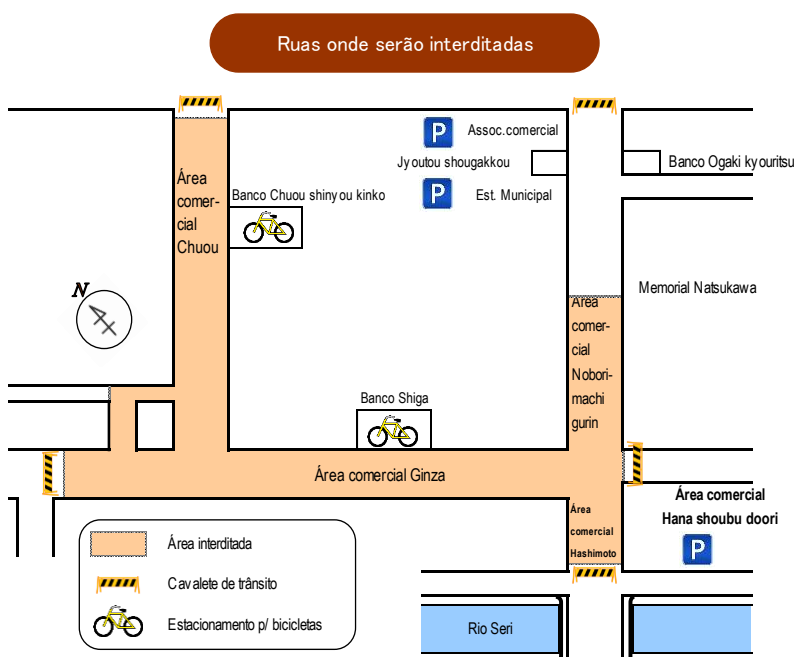 Ruas onde serão interditadas
P
Assoc.comercial
Jyoutou shougakkou
Banco Ogaki kyouritsu
P
Est. Municipal
Área
comer-
cial
Chuou
Banco Chuou shinyou kinko
N
Memorial Natsukawa
Área
comer-
cial
Nobori-
machi
gurin
Banco Shiga
Área comercial Ginza
Área comercial
Hana shoubu doori
P
Área
comercial
Hashimoto
Área interditada
Cavalete de trânsito
Estacionamento p/ bicicletas
Rio Seri